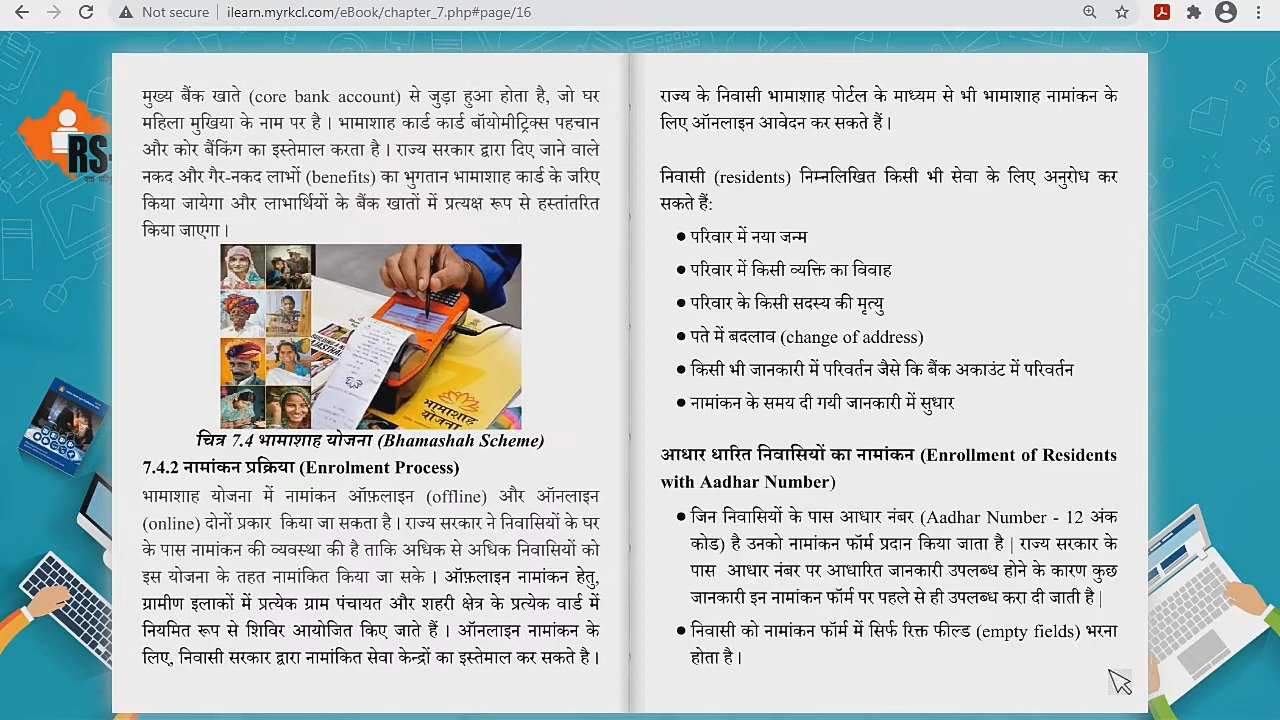 Not secure
ilearn.myrkcl.com/eBook/chapter_7.php#page/16
RS-
मुख्य बैंक खाते (core bank account) से जुड़ा हुआ होता है, जो घर
महिला मुखिया के नाम पर है। भामाशाह कार्ड कार्ड बॉयोमीट्रिक्स पहचान
और कोर बैंकिंग का इस्तेमाल करता है। राज्य सरकार द्वारा दिए जाने वाले
नकद और गैर-नकद लाभों (benefits) का भुगतान भामाशाह कार्ड के जरिए
किया जायेगा और लाभार्थियों के बैंक खातों में प्रत्यक्ष रूप से हस्तांतरित
किया जाएगा।
भामाशाह
योजना
चित्र 7.4 भामाशाह योजना (Bhamashah Scheme)
7.4.2 नामांकन प्रक्रिया (Enrolment Process)
भामाशाह योजना में नामांकन ऑफ़लाइन (offline) और ऑनलाइन
(online) दोनों प्रकार किया जा सकता है। राज्य सरकार ने निवासियों के घर
के पास नामांकन की व्यवस्था की है ताकि अधिक से अधिक निवासियों को
इस योजना के तहत नामांकित किया जा सके। ऑफ़लाइन नामांकन हेतु,
ग्रामीण इलाकों में प्रत्येक ग्राम पंचायत और शहरी क्षेत्र के प्रत्येक वार्ड में
नियमित रूप से शिविर आयोजित किए जाते हैं। ऑनलाइन नामांकन के
लिए, निवासी सरकार द्वारा नामांकित सेवा केन्द्रों का इस्तेमाल कर सकते है।
राज्य के निवासी भामाशाह पोर्टल के माध्यम से भी भामाशाह नामांकन के
लिए ऑनलाइन आवेदन कर सकते हैं।
निवासी (residents) निम्नलिखित किसी भी सेवा के लिए अनुरोध कर
सकते हैं:
● परिवार में नया जन्म
● परिवार में किसी व्यक्ति का विवाह
● परिवार के किसी सदस्य की मृत्यु
● पते में बदलाव (change of address)
● किसी भी जानकारी में परिवर्तन जैसे कि बैंक अकाउंट में परिवर्तन
● नामांकन के समय दी गयी जानकारी में सुधार
आधार धारित निवासियों का नामांकन (Enrollment of Residents
with Aadhar Number)
● जिन निवासियों के पास आधार नंबर (Aadhar Number - 12 अंक
कोड) है उनको नामांकन फॉर्म प्रदान किया जाता है | राज्य सरकार के
पास आधार नंबर पर आधारित जानकारी उपलब्ध होने के कारण कुछ
जानकारी इन नामांकन फॉर्म पर पहले से ही उपलब्ध करा दी जाती है |
● निवासी को नामांकन फॉर्म में सिर्फ रिक्त फील्ड (empty fields) भरना
होता है।